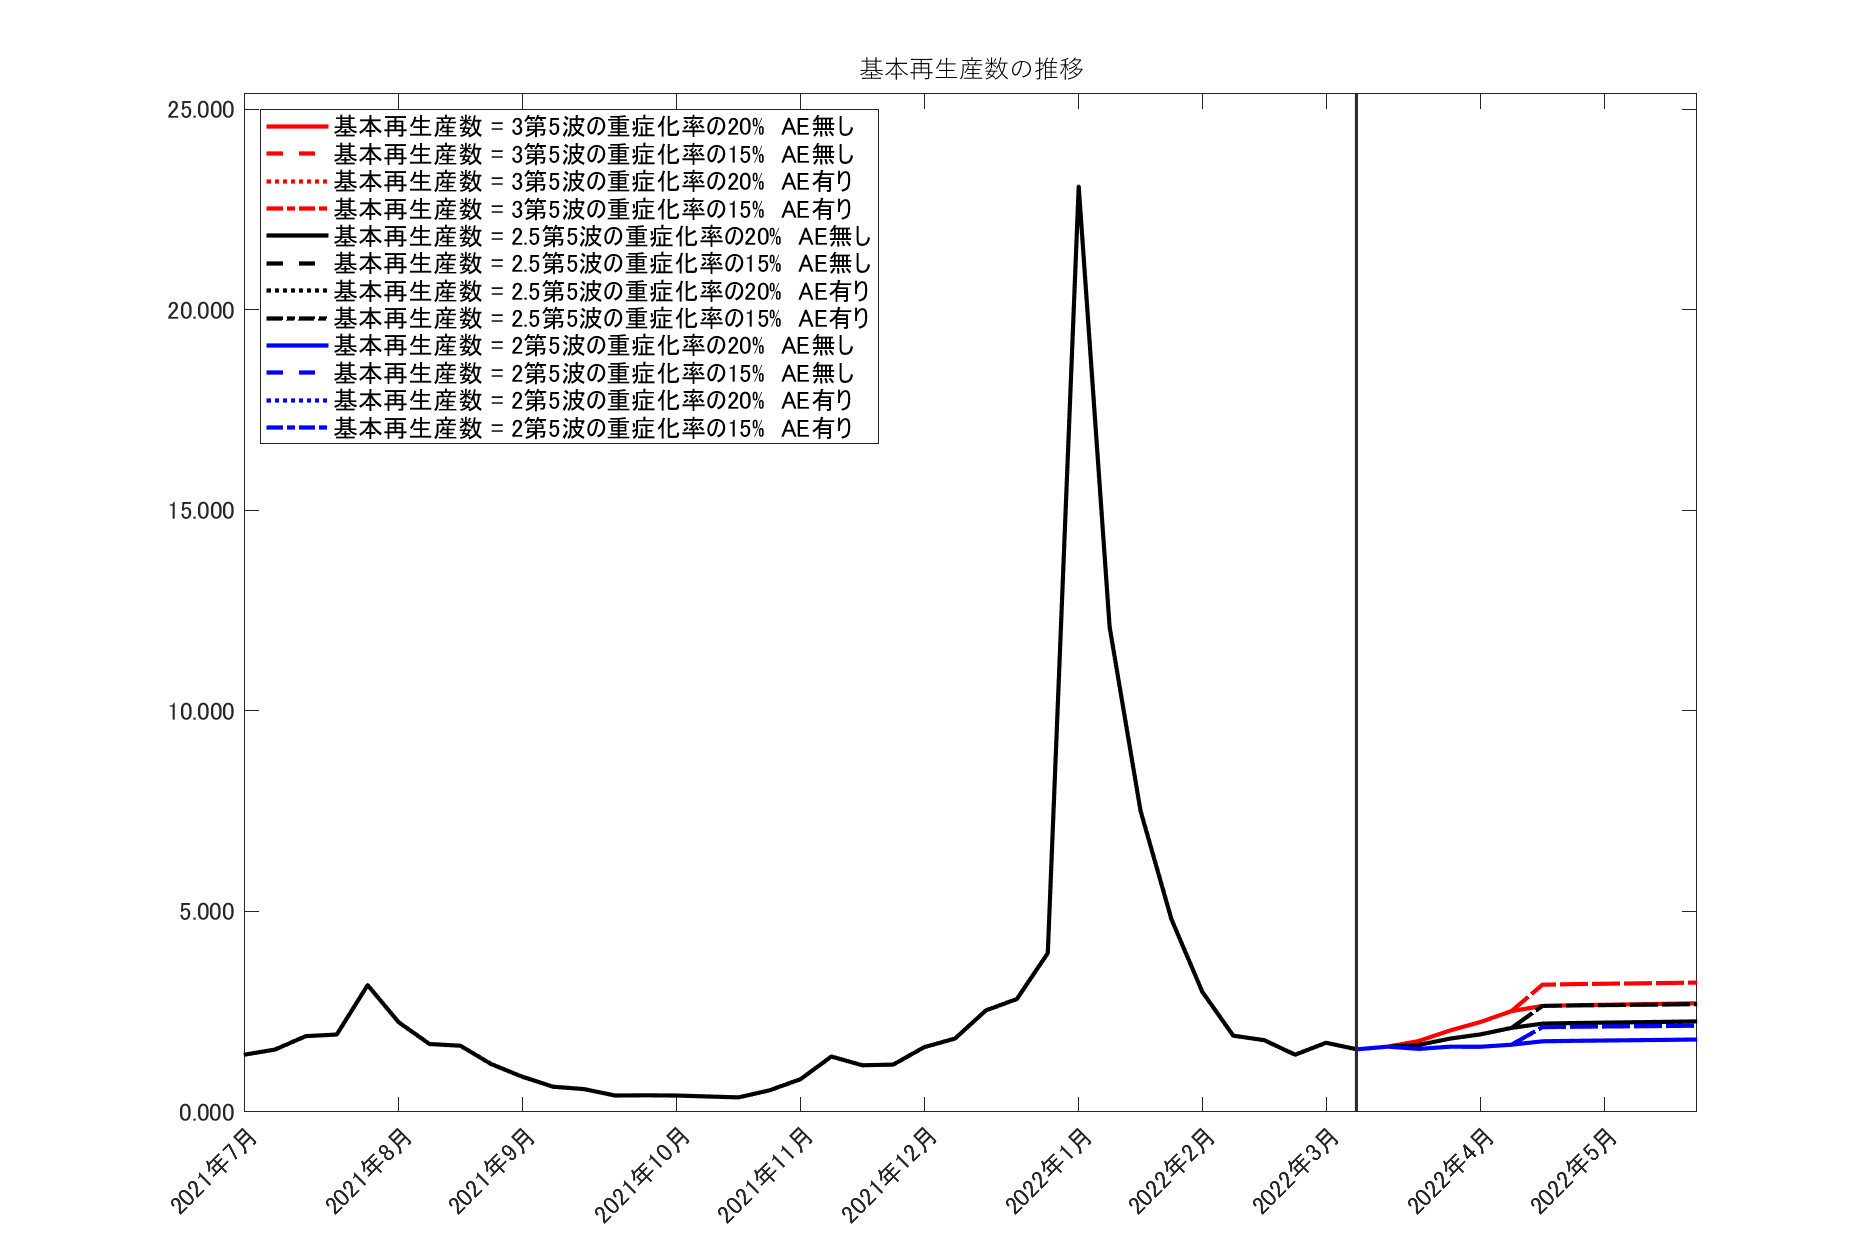 基本再生産数の推移
25.000
20.000
15.000
10.000
5.000
0.000
基本再生産数 = 3第5波の重症化率の20% AE無し
基本再生産数 = 3第5波の重症化率の15% AE無し
基本再生産数 = 3第5波の重症化率の20% AE有り
基本再生産数 = 3第5波の重症化率の15% AE有り
基本再生産数 = 2.5第5波の重症化率の20% AE無し
基本再生産数 = 2.5第5波の重症化率の15% AE無し
基本再生産数 = 2.5第5波の重症化率の20% AE有り
基本再生産数 = 2.5第5波の重症化率の15% AE有り
基本再生産数 = 2第5波の重症化率の20% AE無し
基本再生産数 = 2第5波の重症化率の15% AE無し
基本再生産数 = 2第5波の重症化率の20% AE有り
基本再生産数 = 2第5波の重症化率の15% AE有り
2021年7月
2021年8月
2021年9月
2021年10月
2021年11月
2021年12月
2022年1月
2022年2月
2022年3月
2022年4月
2022年5月